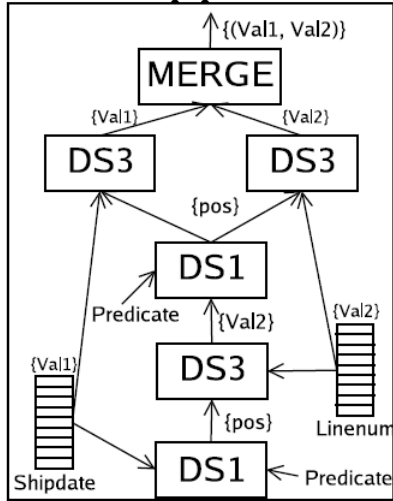 {(Val1, Val2)}
MERGE
{Val1} {Val2}
DS3 DS3
{pos}
DS1
Predicate
{Val2}
{Val1} {Val2}
DS3
{pos} Linenum
DS1
Shipdate Predicate